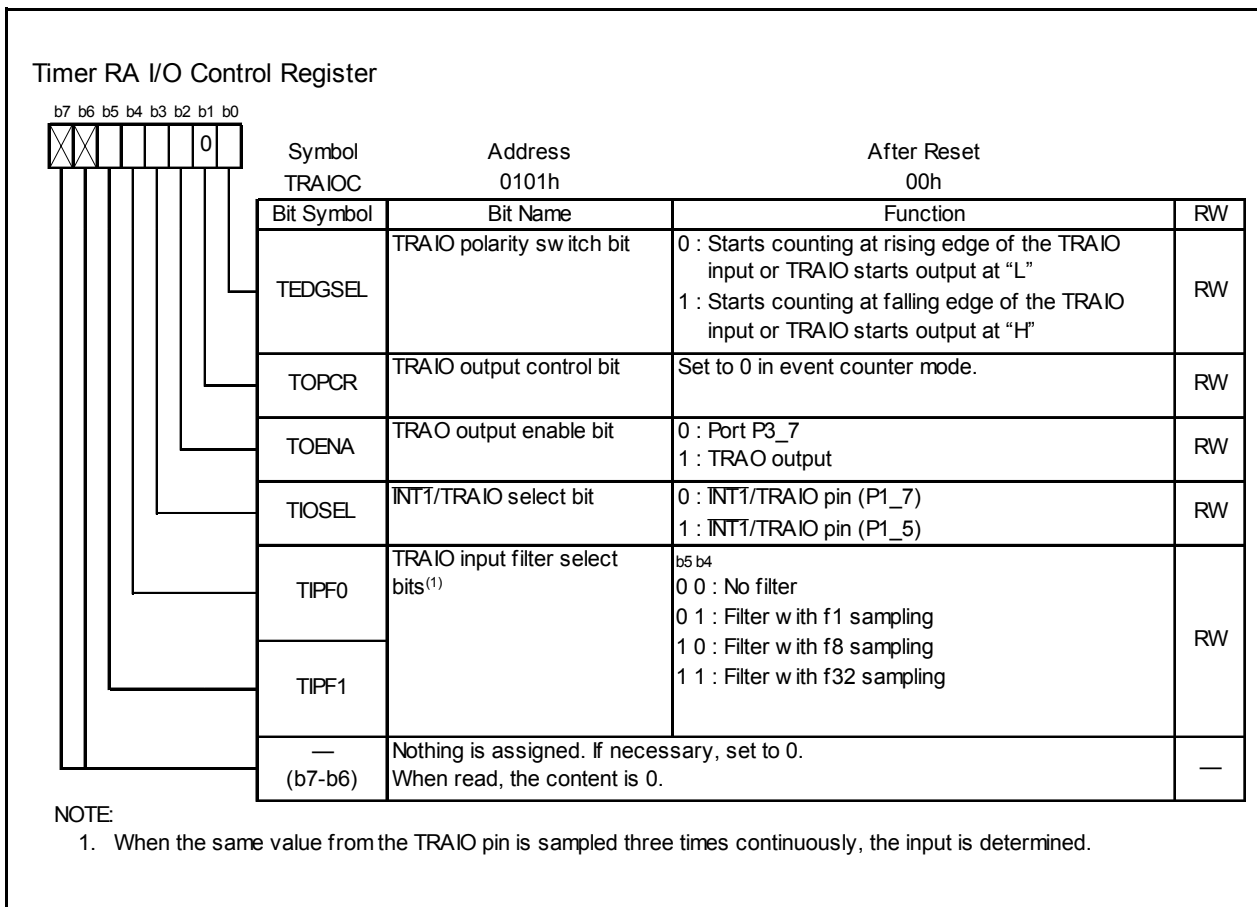 Timer RA I/O Control Register
b7 b6 b5 b4 b3 b2 b1 b0
0
Symbol Address After Reset
TRAIOC 0101h 00h
Bit Symbol Bit Name Function RW
TEDGSEL
TRAIO polarity switch bit
0 : Starts counting at rising edge of the TRAIO
input or TRAIO starts output at “L”
1 : Starts counting at falling edge of the TRAIO
input or TRAIO starts output at “H”
RW
TOPCR
TRAIO output control bit
Set to 0 in event counter mode.
RW
TOENA
TRAO output enable bit
0 : Port P3_7
1 : TRAO output
RW
TIOSEL
INT1/TRAIO select bit
0 : INT1/TRAIO pin (P1_7)
1 : INT1/TRAIO pin (P1_5)
RW
TIPF0
TRAIO input filter select
bits(1)
b5 b4
0 0 : No filter
0 1 : Filter with f1 sampling
1 0 : Filter with f8 sampling
1 1 : Filter with f32 sampling
RW
TIPF1
—
(b7-b6)
Nothing is assigned. If necessary, set to 0.
When read, the content is 0.
—
NOTE:
1. When the same value from the TRAIO pin is sampled three times continuously, the input is determined.